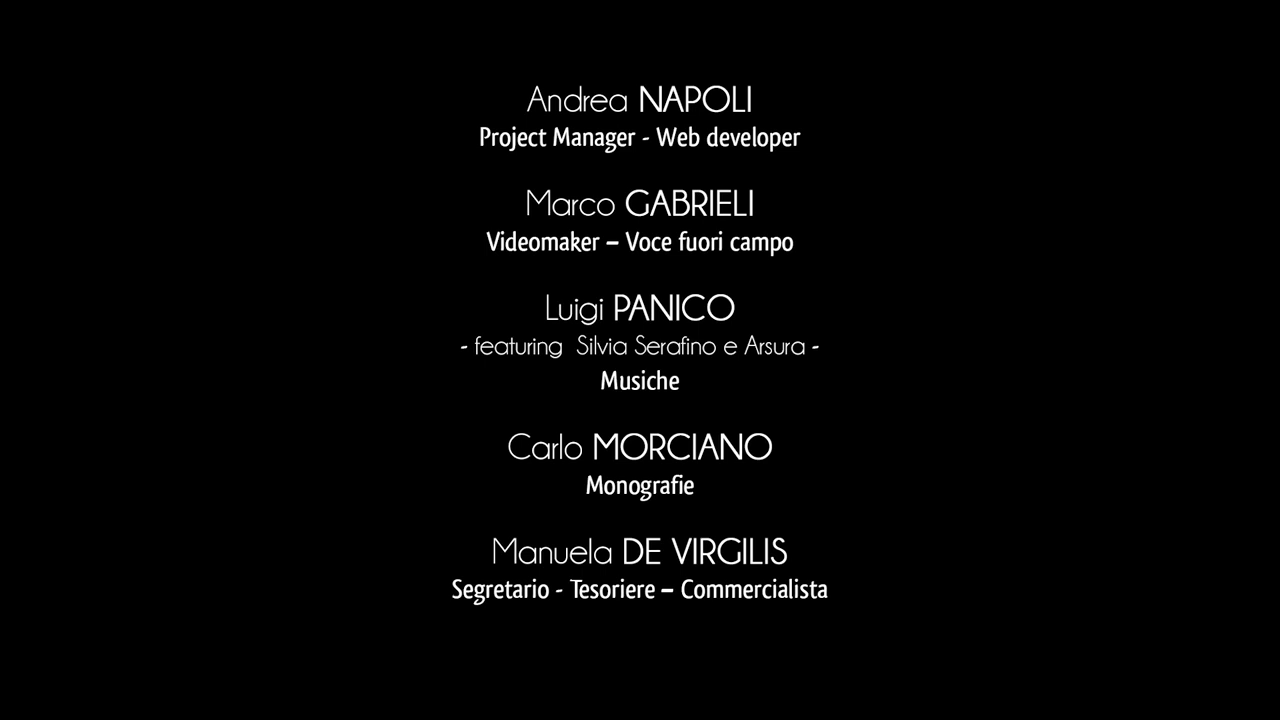 Andrea NAPOLI
Project Manager - Web developer
Marco GABRIELI
Videomaker – Voce fuori campo
Luigi PANICO
- featuring Silvia Serafino e Arsura -
Musiche
Carlo MORCIANO
Monografie
Manuela DE VIRGILIS
Segretario - Tesoriere – Commercialista